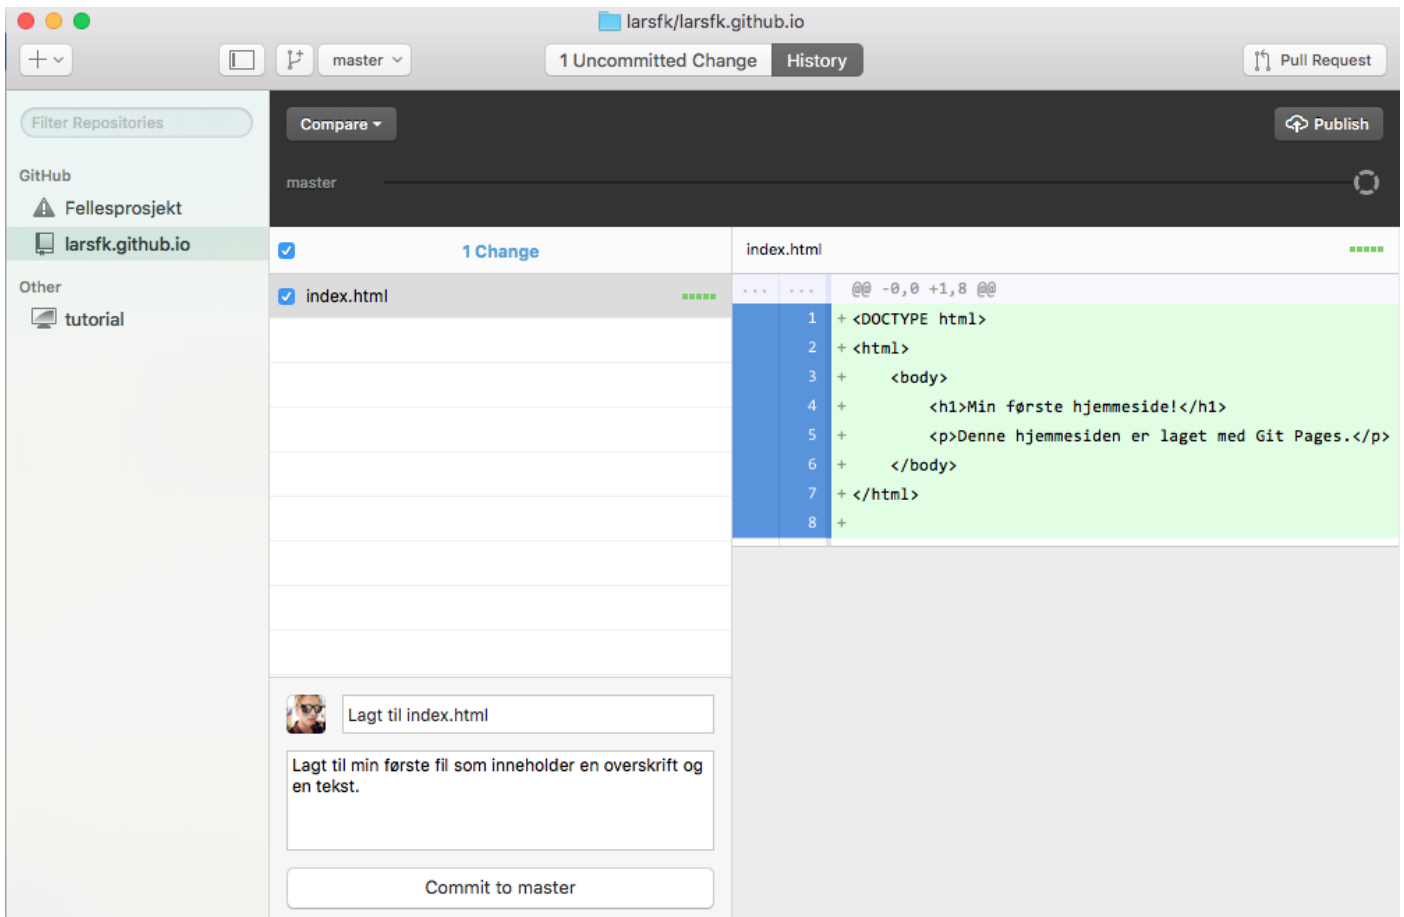 larsfk/larsfk.github.io
master
1 Uncommitted Change
History
Pull Request
Filter Repositories
Compare
Publish
GitHub
master
Fellesprosjekt
larsfk.github.io
Other
tutorial
1 Change
index.html
index.html
... ... @@ -0,0 +1,8 @@
1 + <DOCTYPE html>
2 + <html>
3 +     <body>
4 +         <h1>Min første hjemmeside!</h1>
5 +         <p>Denne hjemmesiden er laget med Git Pages.</p>
6 +     </body>
7 + </html>
8 +
Lagt til index.html
Lagt til min første fil som inneholder en overskrift og
en tekst.
Commit to master